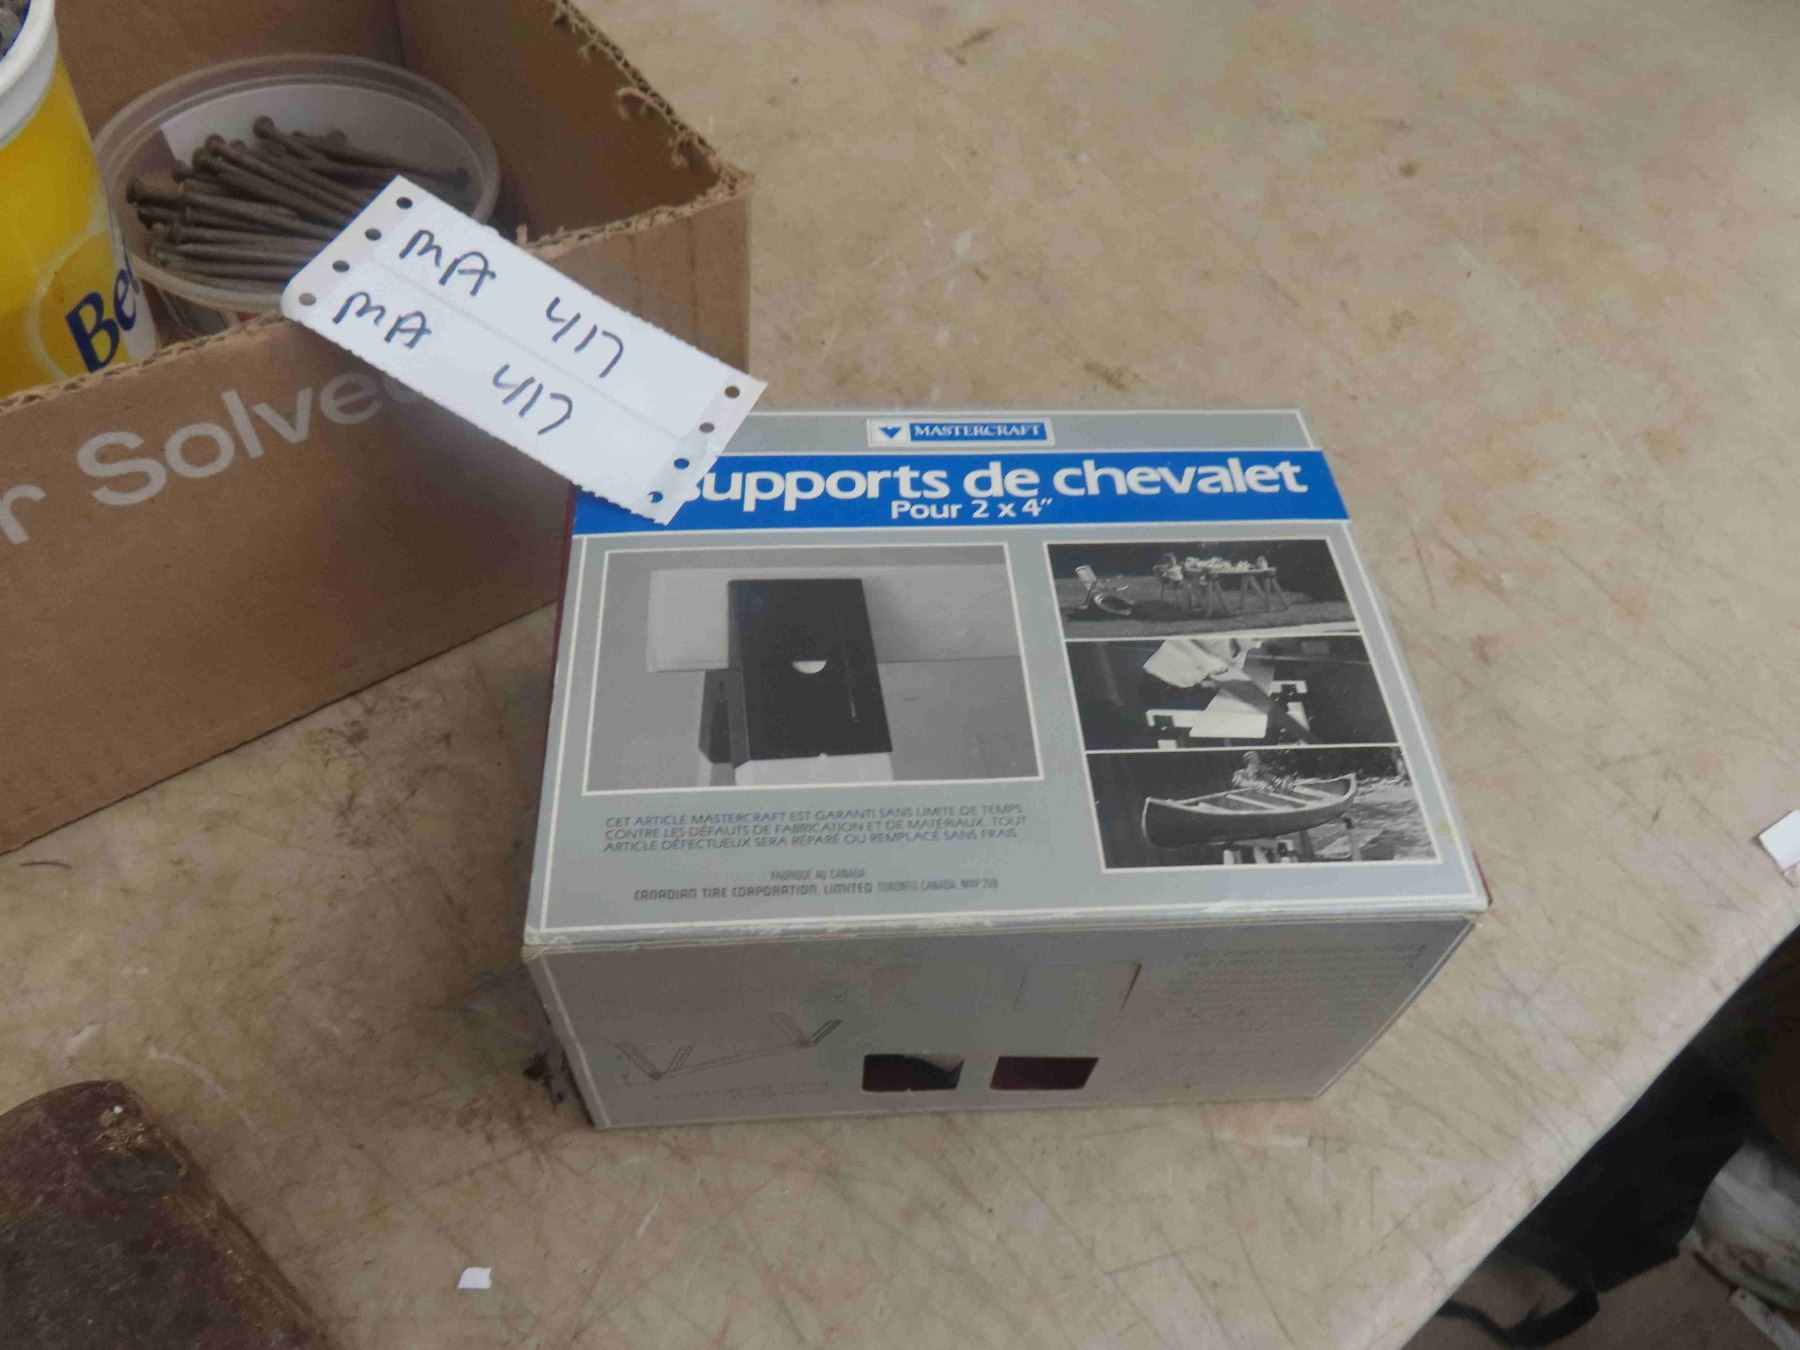 Be
r Solve
MA 417
MA 417
MASTERCRAFT
supports de chevalet
Pour 2 x 4"
CET ARTICLE MASTERCRAFT EST GARANTI SANS LIMITE DE TEMPS
CONTRE LES DÉFAUTS DE FABRICATION ET DE MATÉRIAUX. TOUT
ARTICLE DÉFECTUEUX SERA RÉPARÉ OU REMPLACÉ SANS FRAIS.
FABRIQUÉ AU CANADA
CANADIAN TIRE CORPORATION, LIMITED TORONTO CANADA M4P 2V8